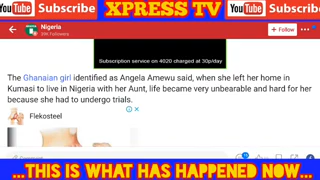 YouTube Subscribe XPRESS TV YouTube Subscribe
Nigeria
Followers
+ Follow
Subscription service on 4020 charged at 30p/day
The Ghanaian girl identified as Angela Amewu said, when she left her home in
Kumasi to live in Nigeria with her Aunt, life became very unbearable and hard for her
because she had to undergo trials.
Flekosteel
...THIS IS WHAT HAS HAPPENED NOW...